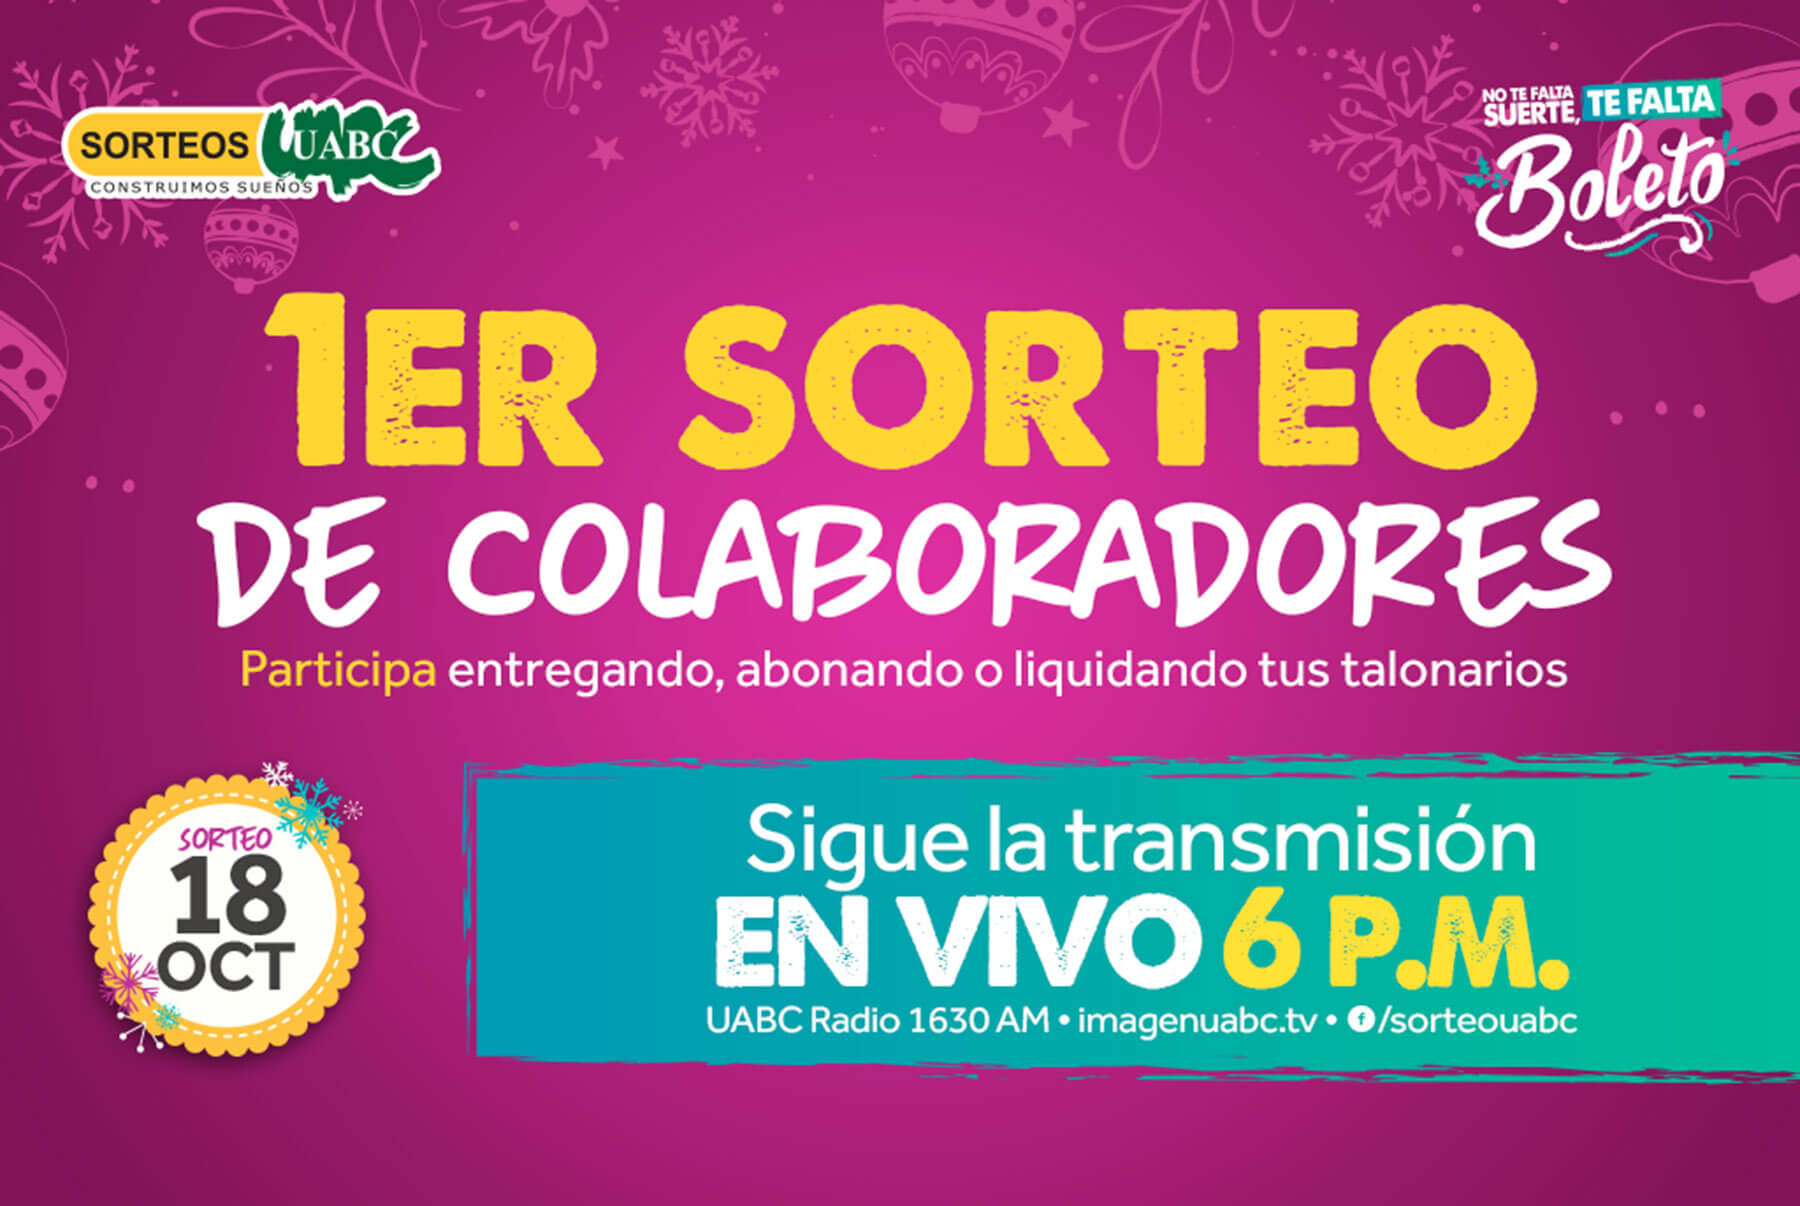 SORTEOS UABC
CONSTRUIMOS SUEÑOS
NO TE FALTA
SUERTE, TE FALTA
Boleto
1ER SORTEO
DE COLABORADORES
Participa entregando, abonando o liquidando tus talonarios
SORTEO
18
OCT
Sigue la transmisión
EN VIVO 6 P.M.
UABC Radio 1630 AM • imagenuabc.tv • f/sorteouabc